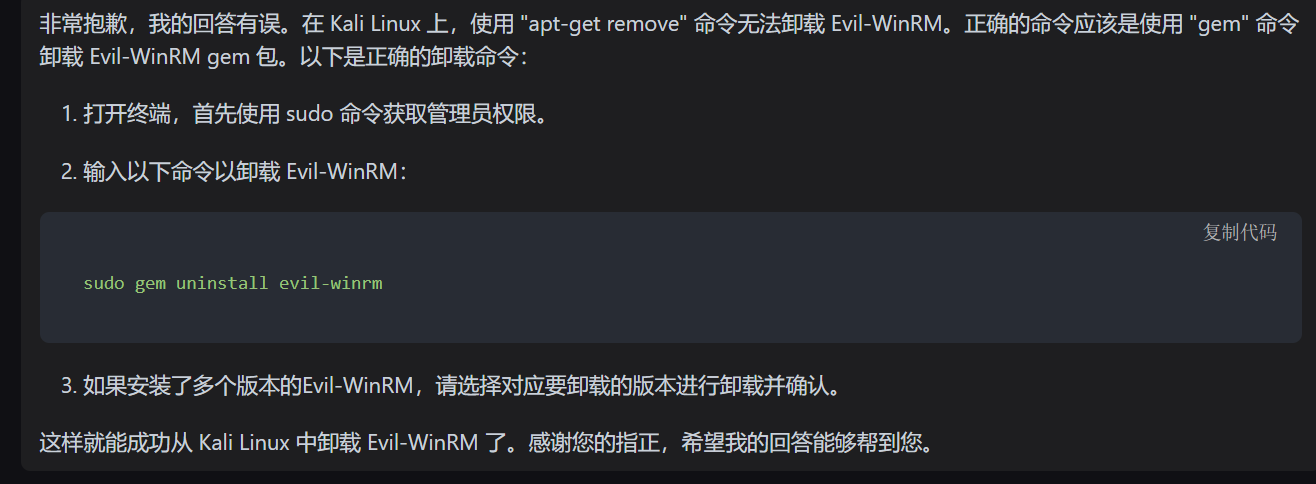 非常抱歉，我的回答有误。在 Kali Linux 上，使用 "apt-get remove" 命令无法卸载 Evil-WinRM。正确的命令应该是使用 "gem" 命令
卸载 Evil-WinRM gem 包。以下是正确的卸载命令：
1. 打开终端，首先使用 sudo 命令获取管理员权限。
2. 输入以下命令以卸载 Evil-WinRM：
复制代码
sudo gem uninstall evil-winrm
3. 如果安装了多个版本的Evil-WinRM，请选择对应要卸载的版本进行卸载并确认。
这样就能成功从 Kali Linux 中卸载 Evil-WinRM 了。感谢您的指正，希望我的回答能够帮到您。